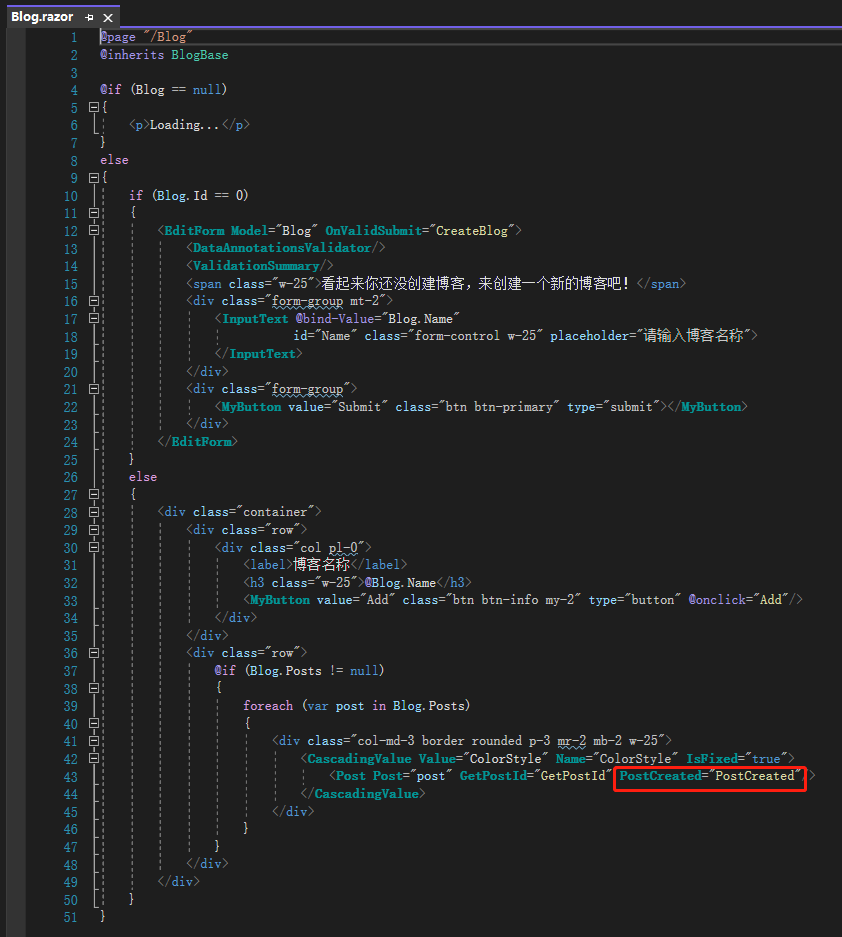 Blog.razor
1 @page "/Blog"
2 @inherits BlogBase
3
4 @if (Blog == null)
5 {
6     <p>Loading...</p>
7 }
8 else
9 {
10     if (Blog.Id == 0)
11     {
12         <EditForm Model="Blog" OnValidSubmit="CreateBlog">
13             <DataAnnotationsValidator/>
14             <ValidationSummary/>
15             <span class="w-25">看起来你还没创建博客，来创建一个新的博客吧！</span>
16             <div class="form-group mt-2">
17                 <InputText @bind-Value="Blog.Name"
18                            id="Name" class="form-control w-25" placeholder="请输入博客名称">
19                 </InputText>
20             </div>
21             <div class="form-group">
22                 <MyButton value="Submit" class="btn btn-primary" type="submit"></MyButton>
23             </div>
24         </EditForm>
25     }
26     else
27     {
28         <div class="container">
29             <div class="row">
30                 <div class="col pl-0">
31                     <label>博客名称</label>
32                     <h3 class="w-25">@Blog.Name</h3>
33                     <MyButton value="Add" class="btn btn-info my-2" type="button" @onclick="Add"/>
34                 </div>
35             </div>
36             <div class="row">
37                 @if (Blog.Posts != null)
38                 {
39                     foreach (var post in Blog.Posts)
40                     {
41                         <div class="col-md-3 border rounded p-3 mr-2 mb-2 w-25">
42                             <CascadingValue Value="ColorStyle" Name="ColorStyle" IsFixed="true">
43                                 <Post Post="post" GetPostId="GetPostId" PostCreated="PostCreated"/>
44                             </CascadingValue>
45                         </div>
46                     }
47                 }
48             </div>
49         </div>
50     }
51 }